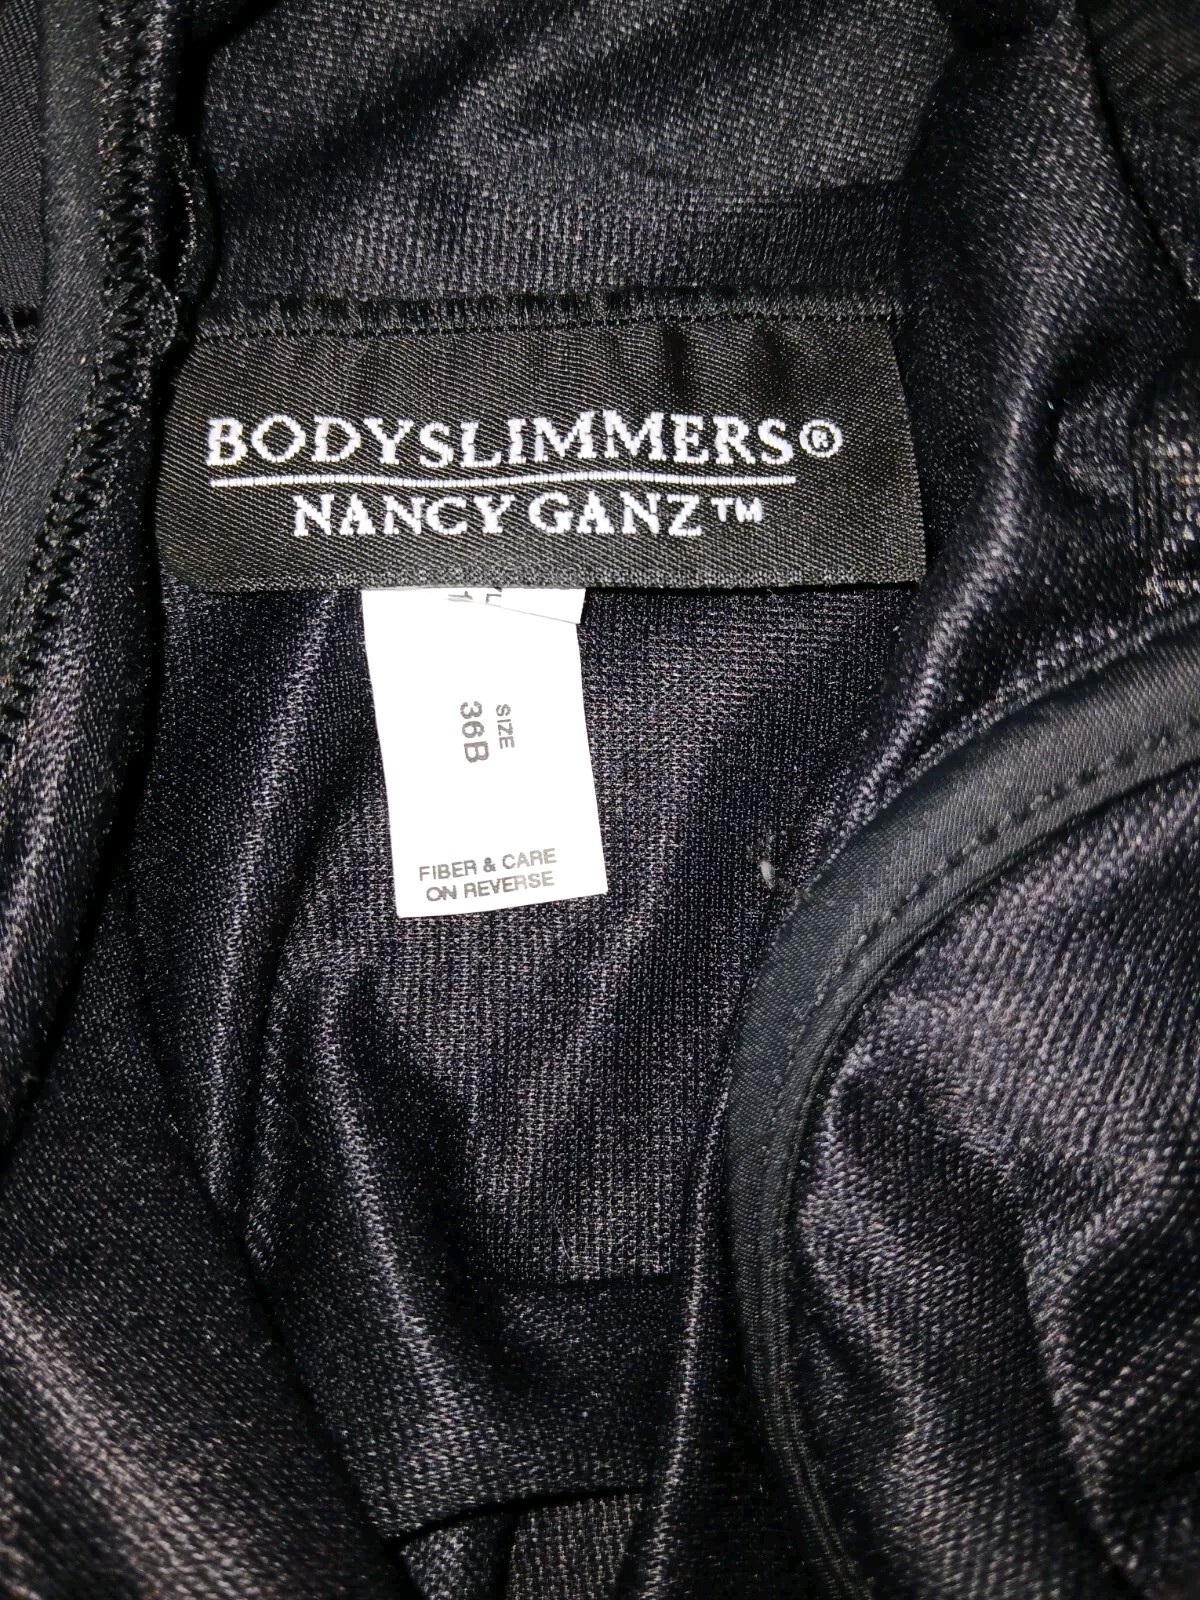 BODYSLIMMERS®
NANCY GANZ™
SIZE
36B
FIBER & CARE
ON REVERSE